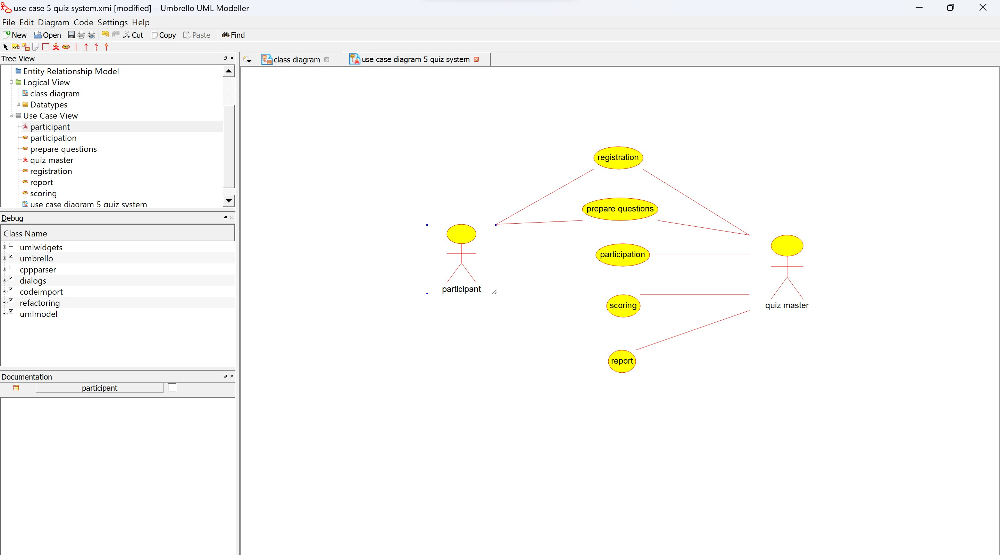 use case 5 quiz system.xmi [modified] – Umbrello UML Modeller
File Edit Diagram Code Settings Help
New Open Cut Copy Paste Find
XYZ ABC
Tree View
Entity Relationship Model
Logical View
class diagram
Datatypes
Use Case View
participant
participation
prepare questions
quiz master
registration
report
scoring
use case diagram 5 quiz system
Debug
Class Name
umlwidgets
umbrello
cppparser
dialogs
codeimport
refactoring
umlmodel
Documentation
participant
class diagram
use case diagram 5 quiz system
registration
prepare questions
participation
participant
scoring
quiz master
report